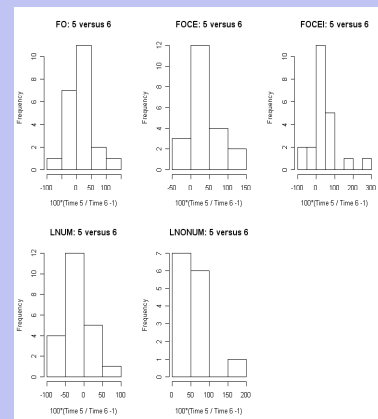 FO: 5 versus 6
Frequency
0 2 4 6 8 10
-100 0 50 100
100*(Time 5 / Time 6 -1)
FOCE: 5 versus 6
Frequency
0 2 4 6 8 10 12
-50 0 50 100 150
100*(Time 5 / Time 6 -1)
FOCEI: 5 versus 6
Frequency
0 2 4 6 8 10
-100 0 100 200 300
100*(Time 5 / Time 6 -1)
LNUM: 5 versus 6
Frequency
0 2 4 6 8 10 12
-100 -50 0 50 100
100*(Time 5 / Time 6 -1)
LNONUM: 5 versus 6
Frequency
0 1 2 3 4 5 6 7
0 50 100 150 200
100*(Time 5 / Time 6 -1)